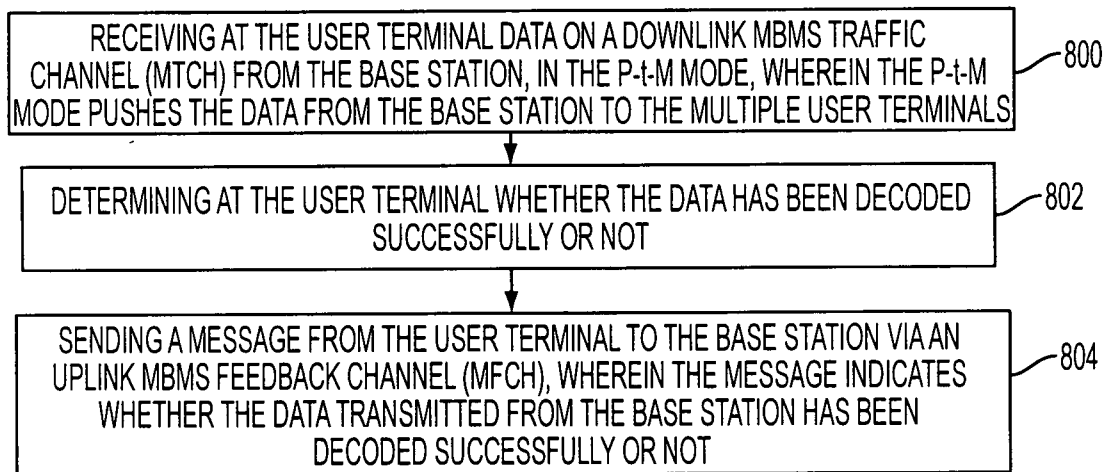 RECEIVING AT THE USER TERMINAL DATA ON A DOWNLINK MBMS TRAFFIC
CHANNEL (MTCH) FROM THE BASE STATION, IN THE P-t-M MODE, WHEREIN THE P-t-M
MODE PUSHES THE DATA FROM THE BASE STATION TO THE MULTIPLE USER TERMINALS
800
DETERMINING AT THE USER TERMINAL WHETHER THE DATA HAS BEEN DECODED
SUCCESSFULLY OR NOT
802
SENDING A MESSAGE FROM THE USER TERMINAL TO THE BASE STATION VIA AN
UPLINK MBMS FEEDBACK CHANNEL (MFCH), WHEREIN THE MESSAGE INDICATES
WHETHER THE DATA TRANSMITTED FROM THE BASE STATION HAS BEEN
DECODED SUCCESSFULLY OR NOT
804